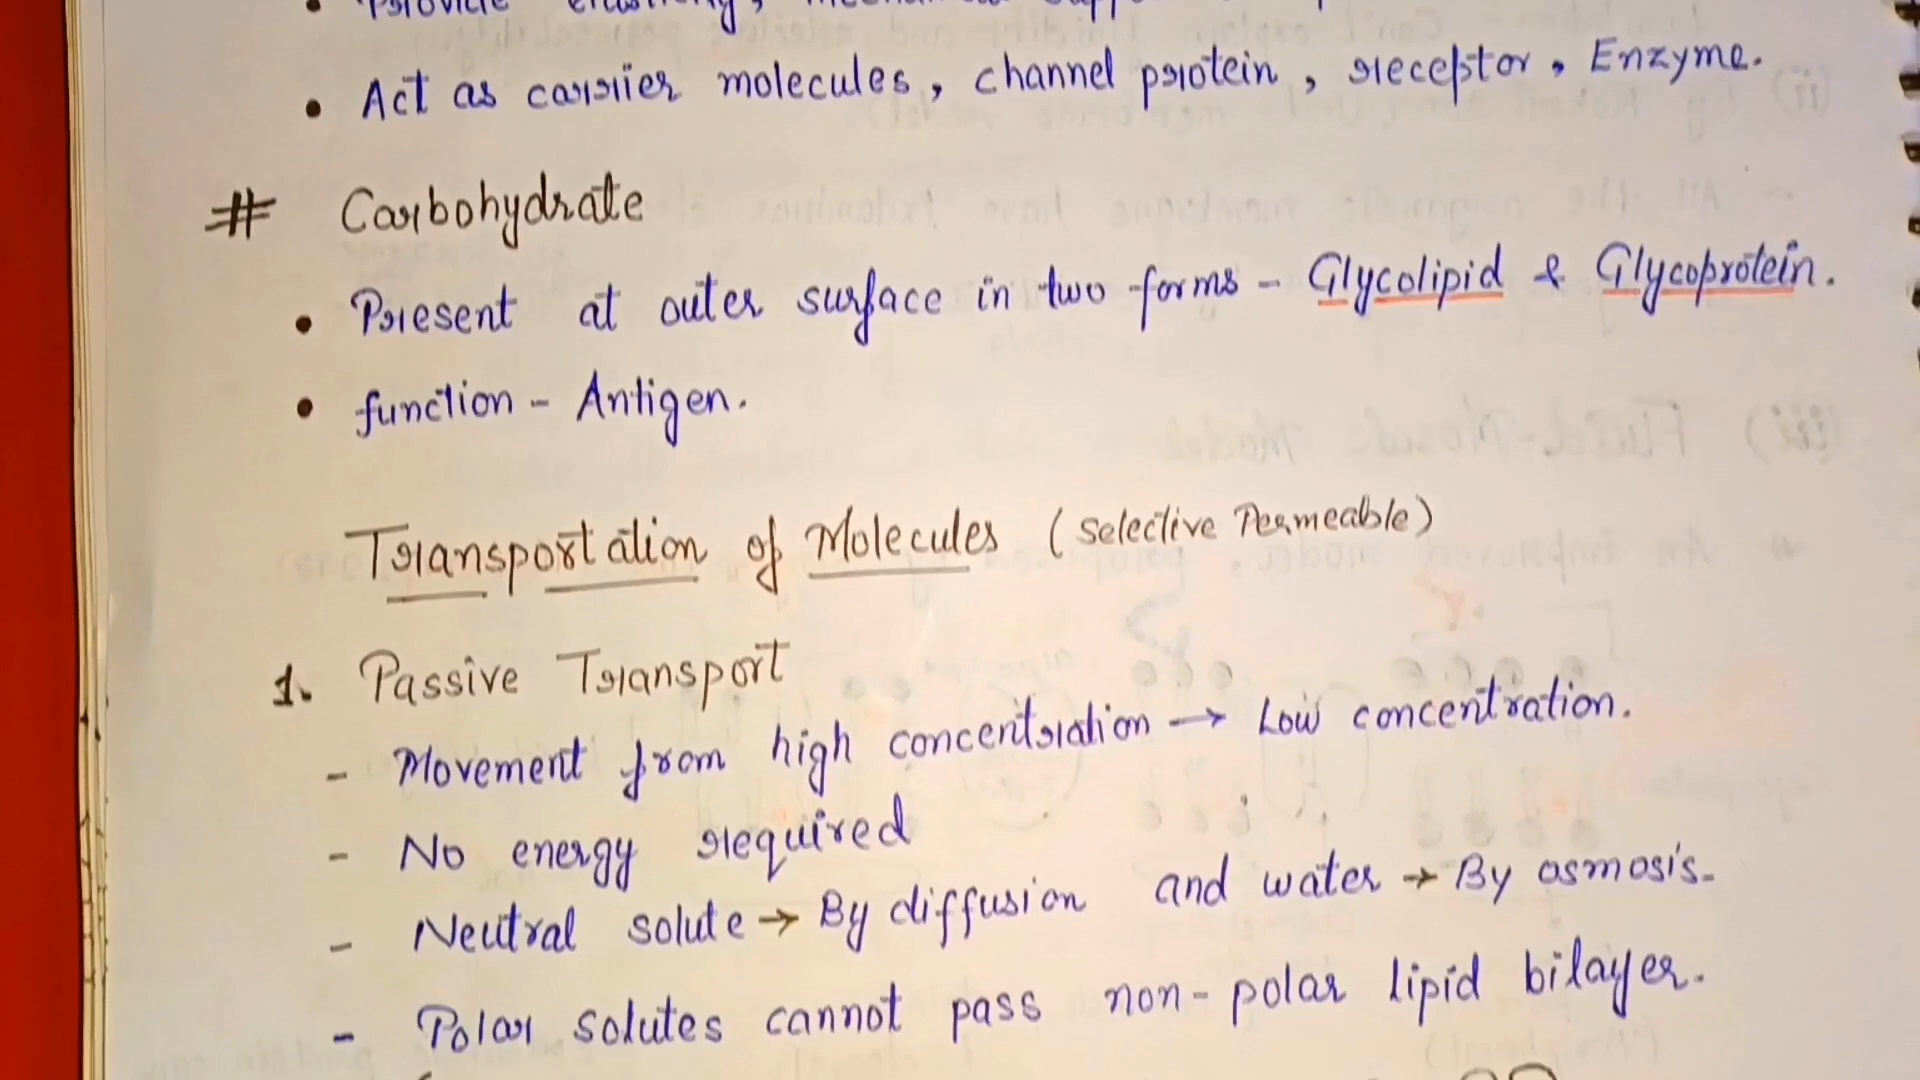 • Provide
• Act as carrier molecules, channel protein, receptor, Enzyme.
# Carbohydrate
• Present at outer surface in two forms - Glycolipid & Glycoprotein.
• function - Antigen.
Transportation of Molecules (Selective Permeable)
1. Passive Transport
- Movement from high concentration → Low concentration.
- No energy required
- Neutral solute → By diffusion and water → By osmosis.
- Polar solutes cannot pass non-polar lipid bilayer.